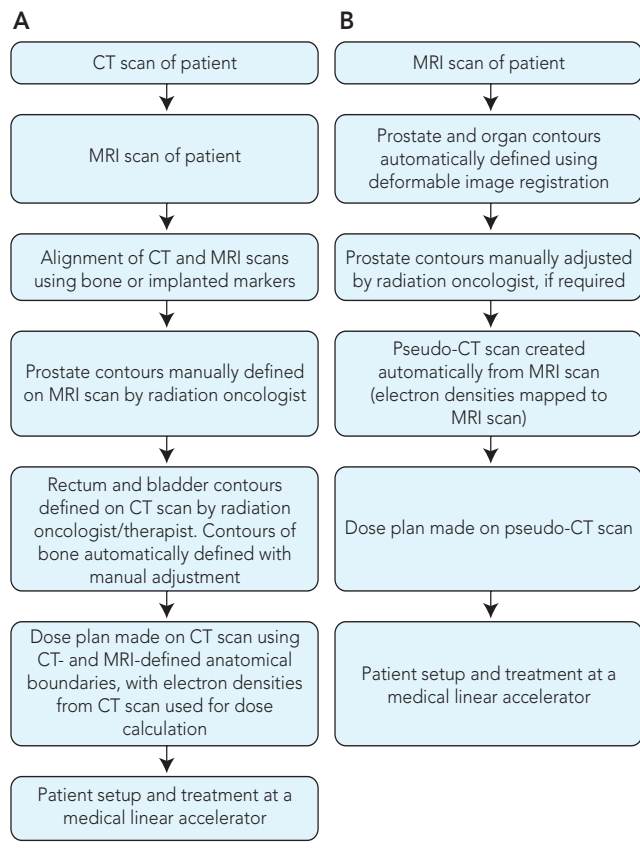 A
CT scan of patient
MRI scan of patient
Alignment of CT and MRI scans
using bone or implanted markers
Prostate contours manually defined
on MRI scan by radiation oncologist
Rectum and bladder contours
defined on CT scan by radiation
oncologist/therapist. Contours of
bone automatically defined with
manual adjustment
Dose plan made on CT scan using
CT- and MRI-defined anatomical
boundaries, with electron densities
from CT scan used for dose
calculation
Patient setup and treatment at a
medical linear accelerator
B
MRI scan of patient
Prostate and organ contours
automatically defined using
deformable image registration
Prostate contours manually adjusted
by radiation oncologist, if required
Pseudo-CT scan created
automatically from MRI scan
(electron densities mapped to
MRI scan)
Dose plan made on pseudo-CT scan
Patient setup and treatment at a
medical linear accelerator